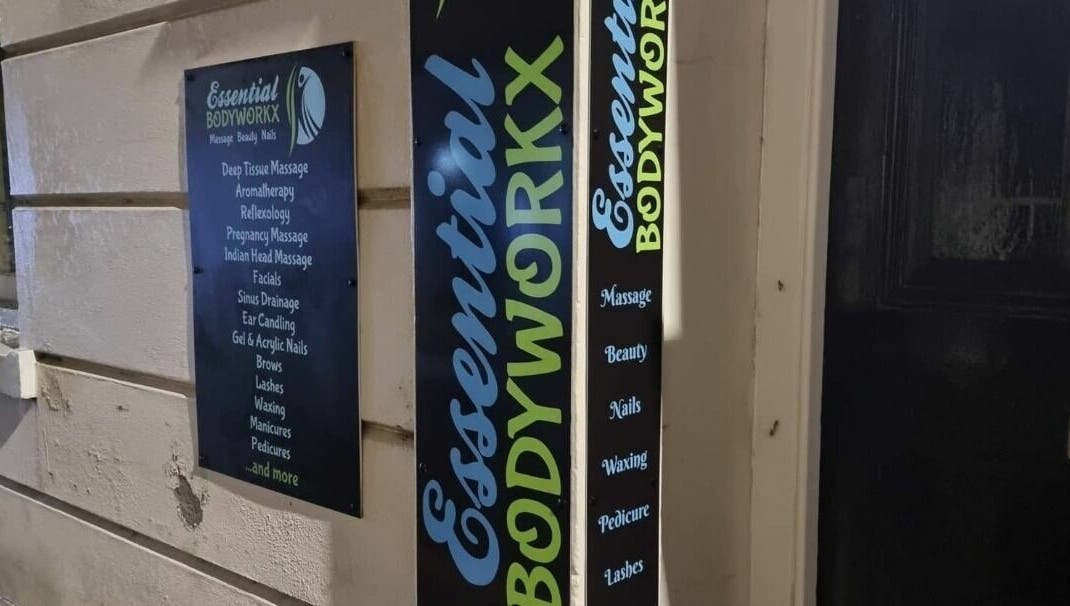 Essential
BODYWORKX
Massage Beauty Nails
Deep Tissue Massage
Aromatherapy
Reflexology
Pregnancy Massage
Indian Head Massage
Facials
Sinus Drainage
Ear Candling
Gel & Acrylic Nails
Brows
Lashes
Waxing
Manicures
Pedicures
...and more
Essential
BODYWORKX
Essenti
BODYWOR
Massage
Beauty
Nails
Waxing
Pedicure
Lashes